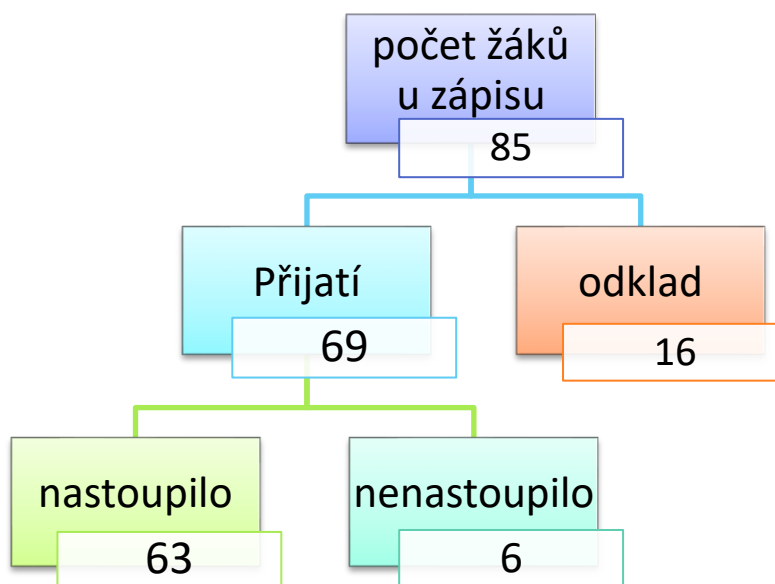 počet žáků
u zápisu
85
Přijatí
69
odklad
16
nastoupilo
63
nenastoupilo
6